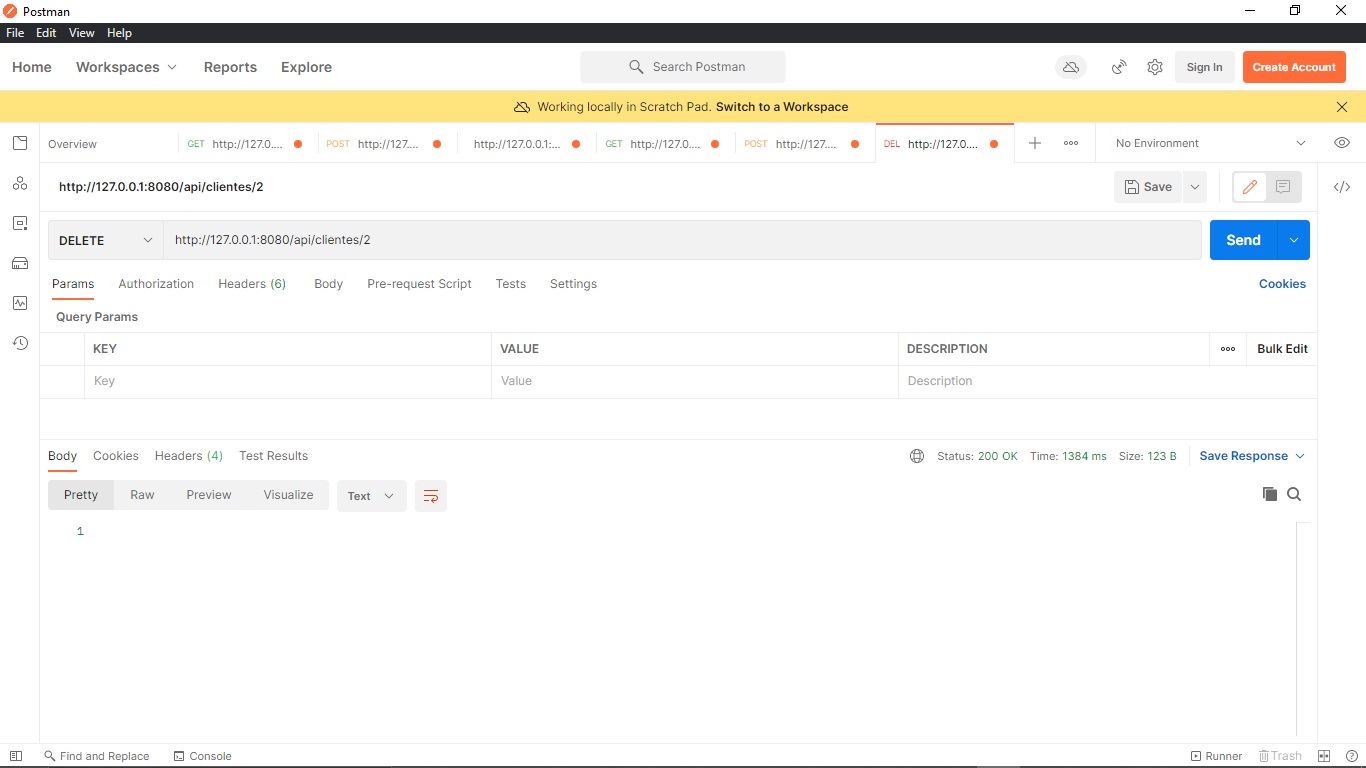 Postman
File Edit View Help
Home Workspaces Reports Explore Search Postman Sign In Create Account
Working locally in Scratch Pad. Switch to a Workspace
Overview GET http://127.0.... POST http://127.... http://127.0.0.1:... GET http://127.0.... POST http://127.... DEL http://127.0.... No Environment
http://127.0.0.1:8080/api/clientes/2 Save
DELETE http://127.0.0.1:8080/api/clientes/2 Send
Params Authorization Headers (6) Body Pre-request Script Tests Settings Cookies
Query Params
KEY VALUE DESCRIPTION Bulk Edit
Key Value Description
Body Cookies Headers (4) Test Results Status: 200 OK Time: 1384 ms Size: 123 B Save Response
Pretty Raw Preview Visualize Text
1
Find and Replace Console Runner Trash